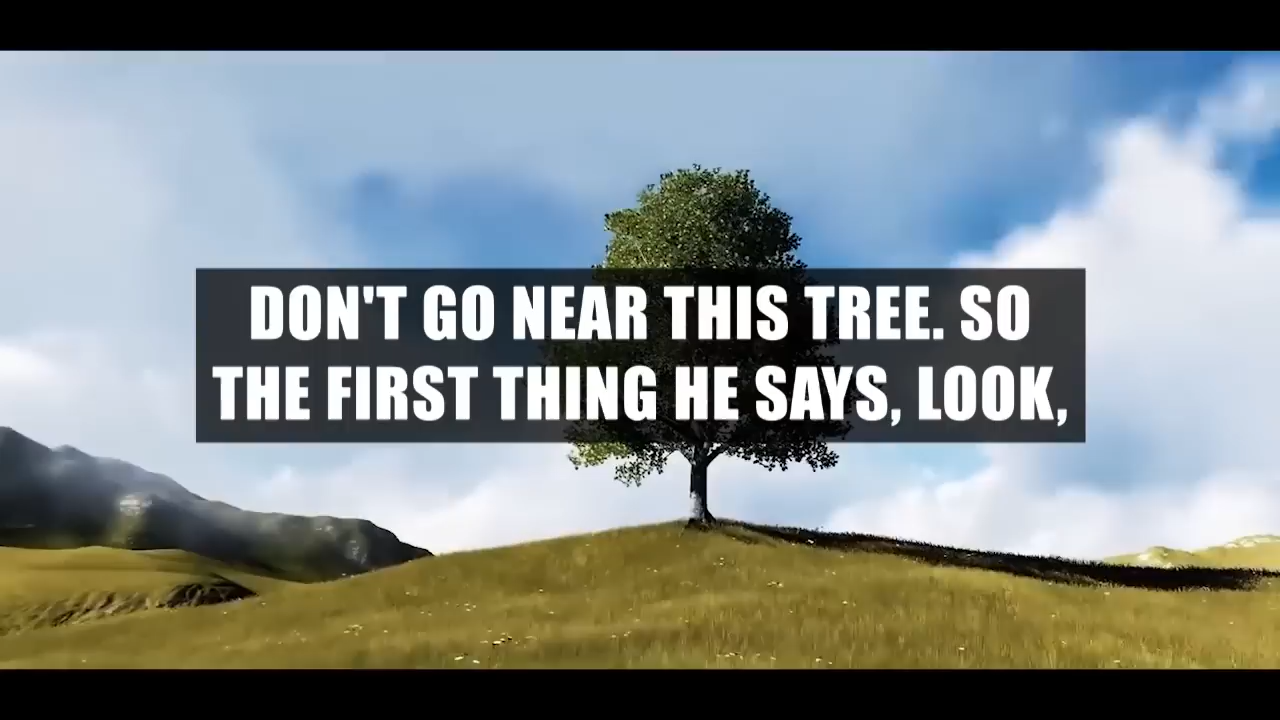 DON'T GO NEAR THIS TREE. SO
THE FIRST THING HE SAYS, LOOK,